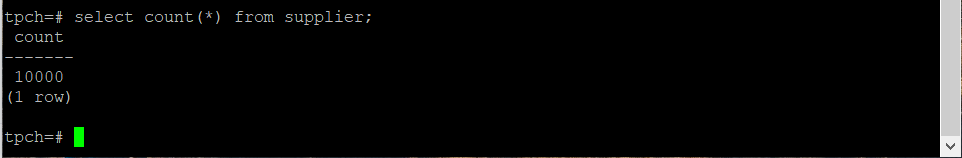 tpch=# select count(*) from supplier;
count
-------
10000
(1 row)
tpch=#